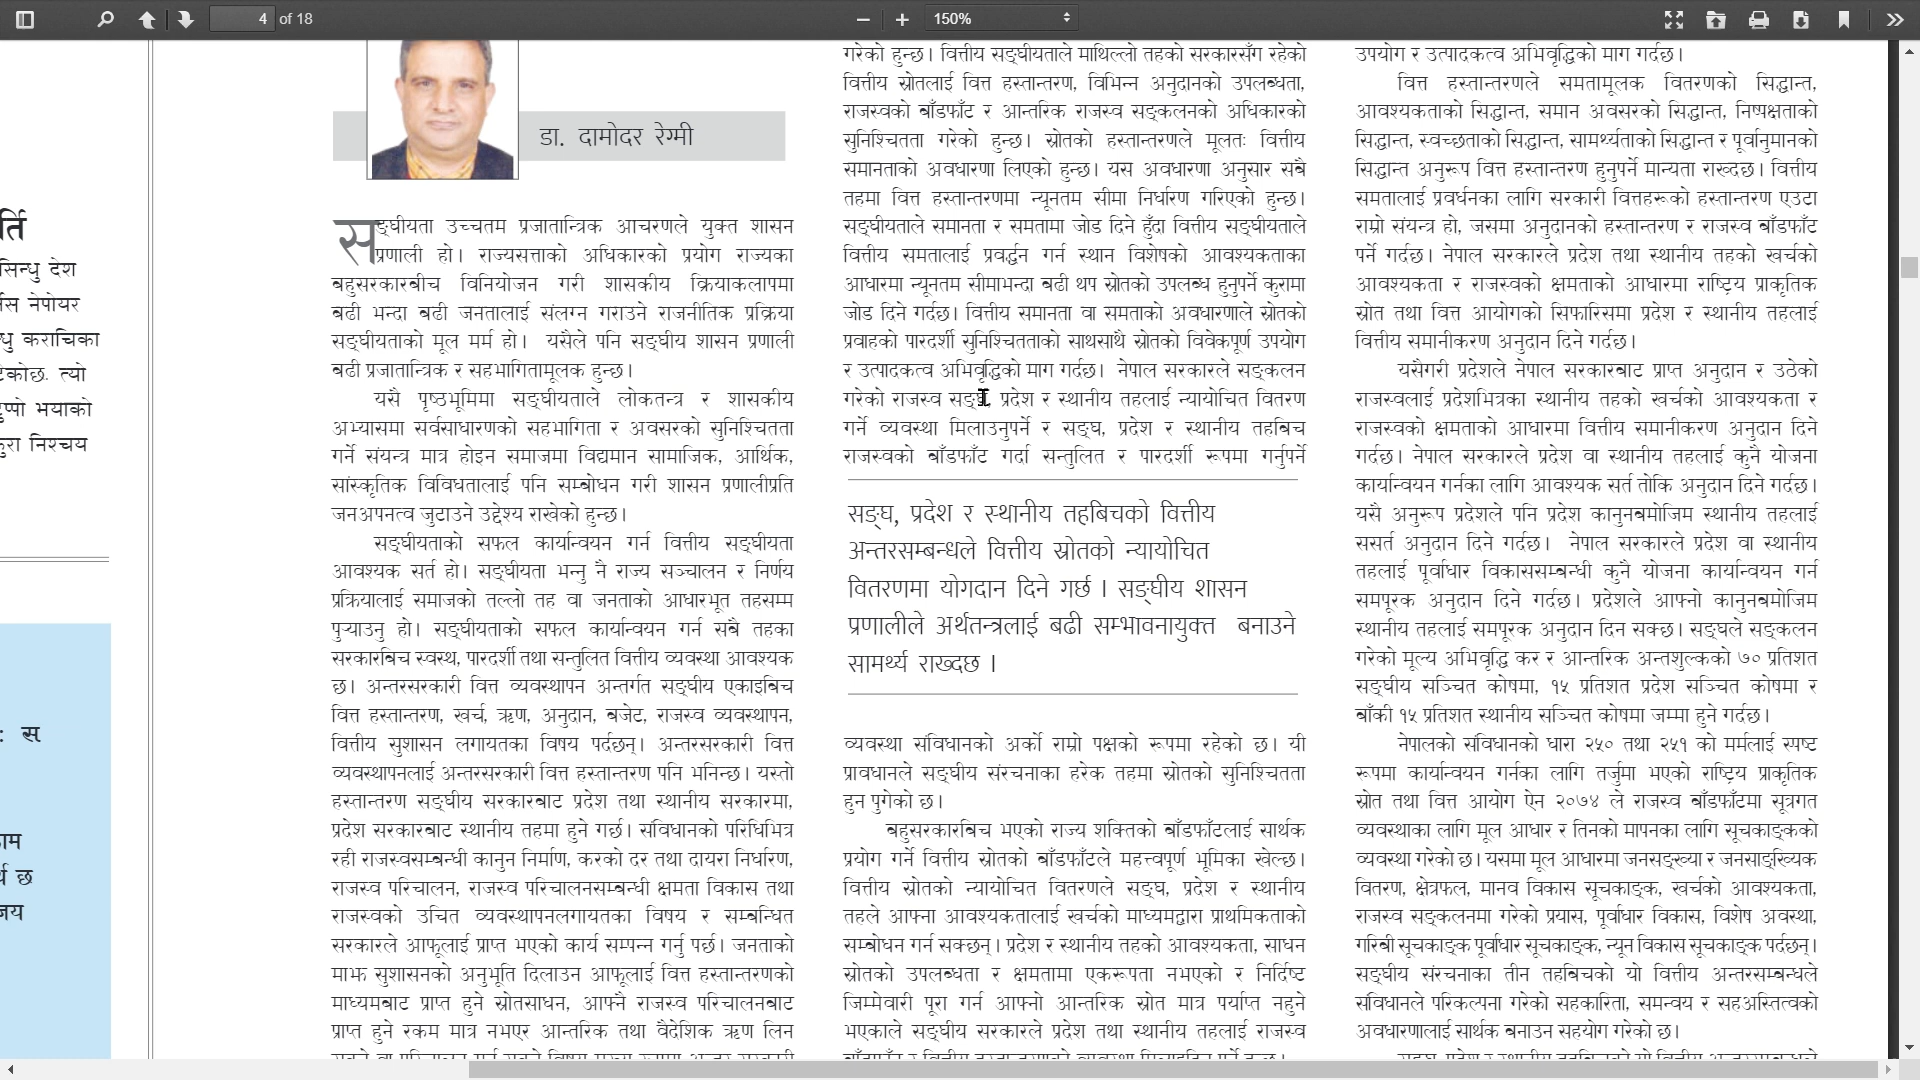 4 of 18
150%
र्ति
सिन्धु देश
र्नेस नेपोयर
धु कराचिका
टेकोछ. त्यो
ट्टुप्पो भयाको
कुरा निश्चय
: स
ाम
र्थ छ
जय
डा. दामोदर रेग्मी
सङ्घीयता उच्चतम प्रजातान्त्रिक आचरणले युक्त शासन
प्रणाली हो। राज्यसत्ताको अधिकारको प्रयोग राज्यका
बहुसरकारबीच विनियोजन गरी शासकीय क्रियाकलापमा
बढी भन्दा बढी जनतालाई संलग्न गराउने राजनीतिक प्रक्रिया
सङ्घीयताको मूल मर्म हो। यसैले पनि सङ्घीय शासन प्रणाली
बढी प्रजातान्त्रिक र सहभागितामूलक हुन्छ।
यसै पृष्ठभूमिमा सङ्घीयताले लोकतन्त्र र शासकीय
अभ्यासमा सर्वसाधारणको सहभागिता र अवसरको सुनिश्चितता
गर्ने संयन्त्र मात्र होइन समाजमा विद्यमान सामाजिक, आर्थिक,
सांस्कृतिक विविधतालाई पनि सम्बोधन गरी शासन प्रणालीप्रति
जनअपनत्व जुटाउने उद्देश्य राखेको हुन्छ।
सङ्घीयताको सफल कार्यान्वयन गर्न वित्तीय सङ्घीयता
आवश्यक सर्त हो। सङ्घीयता भन्नु नै राज्य सञ्चालन र निर्णय
प्रक्रियालाई समाजको तल्लो तह वा जनताको आधारभूत तहसम्म
पुऱ्याउनु हो। सङ्घीयताको सफल कार्यान्वयन गर्न सबै तहका
सरकारबिच स्वस्थ, पारदर्शी तथा सन्तुलित वित्तीय व्यवस्था आवश्यक
छ। अन्तरसरकारी वित्त व्यवस्थापन अन्तर्गत सङ्घीय एकाइबिच
वित्त हस्तान्तरण, खर्च, ऋण, अनुदान, बजेट, राजस्व व्यवस्थापन,
वित्तीय सुशासन लगायतका विषय पर्दछन्। अन्तरसरकारी वित्त
व्यवस्थापनलाई अन्तरसरकारी वित्त हस्तान्तरण पनि भनिन्छ। यस्तो
हस्तान्तरण सङ्घीय सरकारबाट प्रदेश तथा स्थानीय सरकारमा,
प्रदेश सरकारबाट स्थानीय तहमा हुने गर्छ। संविधानको परिधिभित्र
रही राजस्वसम्बन्धी कानुन निर्माण, करको दर तथा दायरा निर्धारण,
राजस्व परिचालन, राजस्व परिचालनसम्बन्धी क्षमता विकास तथा
राजस्वको उचित व्यवस्थापनलगायतका विषय र सम्बन्धित
सरकारले आफूलाई प्राप्त भएको कार्य सम्पन्न गर्नु पर्छ। जनताको
माझ सुशासनको अनुभूति दिलाउन आफूलाई वित्त हस्तान्तरणको
माध्यमबाट प्राप्त हुने स्रोतसाधन, आफ्नै राजस्व परिचालनबाट
प्राप्त हुने रकम मात्र नभएर आन्तरिक तथा वैदेशिक ऋण लिन
गरेको हुन्छ। वित्तीय सङ्घीयताले माथिल्लो तहको सरकारसँग रहेको
वित्तीय स्रोतलाई वित्त हस्तान्तरण, विभिन्न अनुदानको उपलब्धता,
राजस्वको बाँडफाँट र आन्तरिक राजस्व सङ्कलनको अधिकारको
सुनिश्चितता गरेको हुन्छ। स्रोतको हस्तान्तरणले मूलतः वित्तीय
समानताको अवधारणा लिएको हुन्छ। यस अवधारणा अनुसार सबै
तहमा वित्त हस्तान्तरणमा न्यूनतम सीमा निर्धारण गरिएको हुन्छ।
सङ्घीयताले समानता र समतामा जोड दिने हुँदा वित्तीय सङ्घीयताले
वित्तीय समतालाई प्रवर्द्धन गर्न स्थान विशेषको आवश्यकताका
आधारमा न्यूनतम सीमाभन्दा बढी थप स्रोतको उपलब्ध हुनुपर्ने कुरामा
जोड दिने गर्दछ। वित्तीय समानता वा समताको अवधारणाले स्रोतको
प्रवाहको पारदर्शी सुनिश्चितताको साथसाथै स्रोतको विवेकपूर्ण उपयोग
र उत्पादकत्व अभिवृद्धिको माग गर्दछ। नेपाल सरकारले सङ्कलन
गरेको राजस्व सङ्घ, प्रदेश र स्थानीय तहलाई न्यायोचित वितरण
गर्ने व्यवस्था मिलाउनुपर्ने र सङ्घ, प्रदेश र स्थानीय तहबिच
राजस्वको बाँडफाँट गर्दा सन्तुलित र पारदर्शी रूपमा गर्नुपर्ने
सङ्घ, प्रदेश र स्थानीय तहबिचको वित्तीय
अन्तरसम्बन्धले वित्तीय स्रोतको न्यायोचित
वितरणमा योगदान दिने गर्छ । सङ्घीय शासन
प्रणालीले अर्थतन्त्रलाई बढी सम्भावनायुक्त बनाउने
सामर्थ्य राख्दछ ।
व्यवस्था संविधानको अर्को राम्रो पक्षको रूपमा रहेको छ। यी
प्रावधानले सङ्घीय संरचनाका हरेक तहमा स्रोतको सुनिश्चितता
हुन पुगेको छ।
बहुसरकारबिच भएको राज्य शक्तिको बाँडफाँटलाई सार्थक
प्रयोग गर्ने वित्तीय स्रोतको बाँडफाँटले महत्त्वपूर्ण भूमिका खेल्छ।
वित्तीय स्रोतको न्यायोचित वितरणले सङ्घ, प्रदेश र स्थानीय
तहले आफ्ना आवश्यकतालाई खर्चको माध्यमद्वारा प्राथमिकताको
सम्बोधन गर्न सक्छन्। प्रदेश र स्थानीय तहको आवश्यकता, साधन
स्रोतको उपलब्धता र क्षमतामा एकरूपता नभएको र निर्दिष्ट
जिम्मेवारी पूरा गर्न आफ्नो आन्तरिक स्रोत मात्र पर्याप्त नहुने
भएकाले सङ्घीय सरकारले प्रदेश तथा स्थानीय तहलाई राजस्व
उपयोग र उत्पादकत्व अभिवृद्धिको माग गर्दछ।
वित्त हस्तान्तरणले समतामूलक वितरणको सिद्धान्त,
आवश्यकताको सिद्धान्त, समान अवसरको सिद्धान्त, निष्पक्षताको
सिद्धान्त, स्वच्छताको सिद्धान्त, सामर्थ्यताको सिद्धान्त र पूर्वानुमानको
सिद्धान्त अनुरूप वित्त हस्तान्तरण हुनुपर्ने मान्यता राख्दछ। वित्तीय
समतालाई प्रवर्धनका लागि सरकारी वित्तहरूको हस्तान्तरण एउटा
राम्रो संयन्त्र हो, जसमा अनुदानको हस्तान्तरण र राजस्व बाँडफाँट
पर्ने गर्दछ। नेपाल सरकारले प्रदेश तथा स्थानीय तहको खर्चको
आवश्यकता र राजस्वको क्षमताको आधारमा राष्ट्रिय प्राकृतिक
स्रोत तथा वित्त आयोगको सिफारिसमा प्रदेश र स्थानीय तहलाई
वित्तीय समानीकरण अनुदान दिने गर्दछ।
यसैगरी प्रदेशले नेपाल सरकारबाट प्राप्त अनुदान र उठेको
राजस्वलाई प्रदेशभित्रका स्थानीय तहको खर्चको आवश्यकता र
राजस्वको क्षमताको आधारमा वित्तीय समानीकरण अनुदान दिने
गर्दछ। नेपाल सरकारले प्रदेश वा स्थानीय तहलाई कुनै योजना
कार्यान्वयन गर्नका लागि आवश्यक सर्त तोकि अनुदान दिने गर्दछ।
यसै अनुरूप प्रदेशले पनि प्रदेश कानुनबमोजिम स्थानीय तहलाई
ससर्त अनुदान दिने गर्दछ। नेपाल सरकारले प्रदेश वा स्थानीय
तहलाई पूर्वाधार विकाससम्बन्धी कुनै योजना कार्यान्वयन गर्न
समपूरक अनुदान दिने गर्दछ। प्रदेशले आफ्नो कानुनबमोजिम
स्थानीय तहलाई समपूरक अनुदान दिन सक्छ। सङ्घले सङ्कलन
गरेको मूल्य अभिवृद्धि कर र आन्तरिक अन्तशुल्कको ७० प्रतिशत
सङ्घीय सञ्चित कोषमा, १५ प्रतिशत प्रदेश सञ्चित कोषमा र
बाँकी १५ प्रतिशत स्थानीय सञ्चित कोषमा जम्मा हुने गर्दछ।
नेपालको संविधानको धारा २५० तथा २५१ को मर्मलाई स्पष्ट
रूपमा कार्यान्वयन गर्नका लागि तर्जुमा भएको राष्ट्रिय प्राकृतिक
स्रोत तथा वित्त आयोग ऐन २०७४ ले राजस्व बाँडफाँटमा सूत्रगत
व्यवस्थाका लागि मूल आधार र तिनको मापनका लागि सूचकाङ्कको
व्यवस्था गरेको छ। यसमा मूल आधारमा जनसङ्ख्या र जनसाङ्ख्यिक
वितरण, क्षेत्रफल, मानव विकास सूचकाङ्क, खर्चको आवश्यकता,
राजस्व सङ्कलनमा गरेको प्रयास, पूर्वाधार विकास, विशेष अवस्था,
गरिबी सूचकाङ्क पूर्वाधार सूचकाङ्क, न्यून विकास सूचकाङ्क पर्दछन्।
सङ्घीय संरचनाका तीन तहबिचको यो वित्तीय अन्तरसम्बन्धले
संविधानले परिकल्पना गरेको सहकारिता, समन्वय र सहअस्तित्वको
अवधारणालाई सार्थक बनाउन सहयोग गरेको छ।